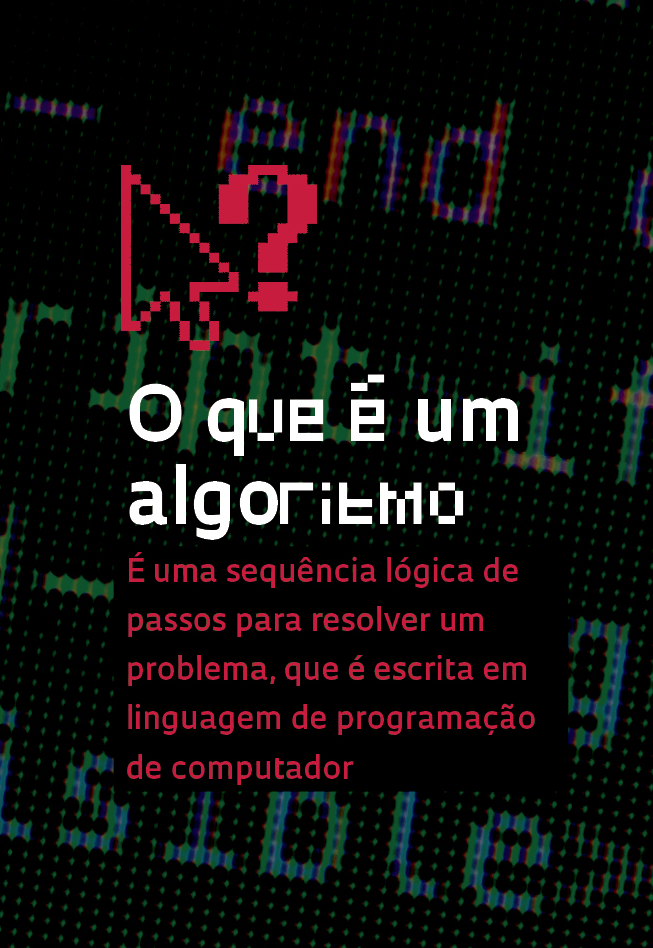 end
?
O que é um
algoritmo
É uma sequência lógica de
passos para resolver um
problema, que é escrita em
linguagem de programação
de computador